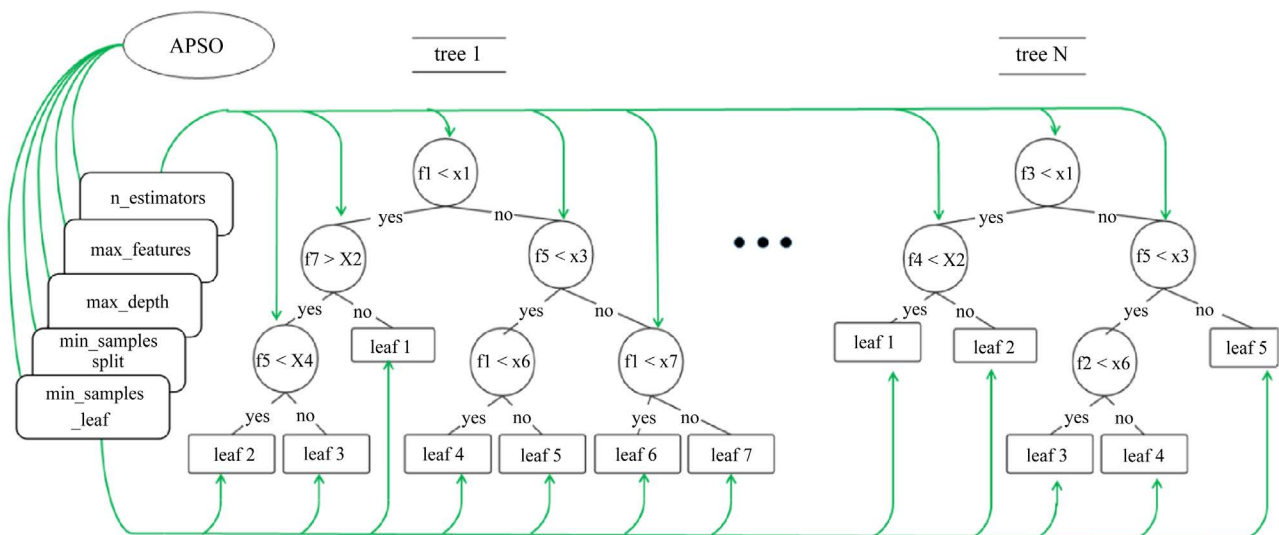 APSO
tree 1
tree N
n_estimators
max_features
max_depth
min_samples
split
min_samples
_leaf
f1 < x1
yes
no
f7 > X2
f5 < x3
yes
no
yes
no
f5 < X4
leaf 1
f1 < x6
f1 < x7
yes
no
yes
no
yes
no
leaf 2
leaf 3
leaf 4
leaf 5
leaf 6
leaf 7
f3 < x1
yes
no
f4 < X2
f5 < x3
yes
no
yes
no
leaf 1
leaf 2
f2 < x6
leaf 5
yes
no
leaf 3
leaf 4